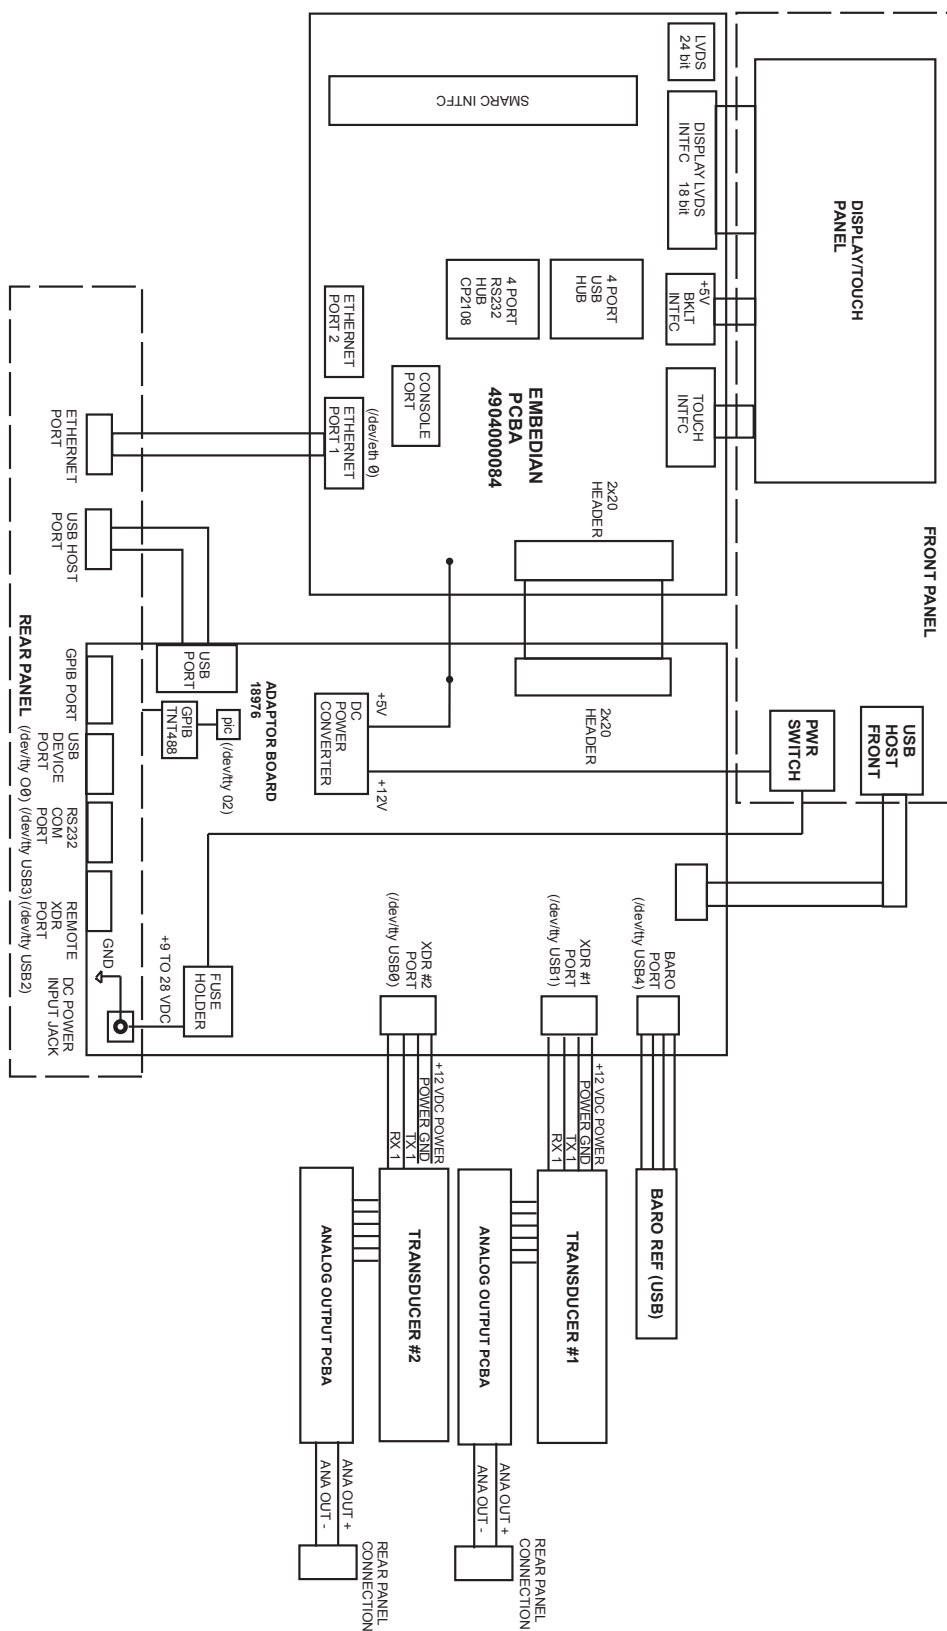 FRONT PANEL
DISPLAY/TOUCH
PANEL
USB
HOST
FRONT
PWR
SWITCH
LVDS
24 bit
DISPLAY LVDS
INTFC 18 bit
+5V
BKLT
INTFC
TOUCH
INTFC
SMARC INTFC
4 PORT
USB
HUB
4 PORT
RS232
HUB
CP2108
EMBEDIAN
PCBA
4904000084
CONSOLE
PORT
ETHERNET
PORT 2
ETHERNET
PORT 1
(/dev/eth 0)
2x20
HEADER
2x20
HEADER
+5V
DC
POWER
CONVERTER
+12V
ADAPTOR BOARD
18976
USB
PORT
GPIB
TNT488
pic
(/dev/tty 02)
FUSE
HOLDER
+9 TO 28 VDC
GND
BARO
PORT
(/dev/tty USB4)
XDR #1
PORT
(/dev/tty USB1)
XDR #2
PORT
(/dev/tty USB0)
BARO REF (USB)
+12 VDC POWER
POWER GND
TX 1
RX 1
TRANSDUCER #1
ANALOG OUTPUT PCBA
ANA OUT +
ANA OUT -
REAR PANEL
CONNECTION
+12 VDC POWER
POWER GND
TX 1
RX 1
TRANSDUCER #2
ANALOG OUTPUT PCBA
ANA OUT +
ANA OUT -
REAR PANEL
CONNECTION
ETHERNET
PORT
USB HOST
PORT
GPIB PORT
USB
DEVICE
PORT
(/dev/tty O0)
RS232
COM
PORT
(/dev/tty USB3)
REMOTE
XDR
PORT
(/dev/tty USB2)
DC POWER
INPUT JACK
REAR PANEL